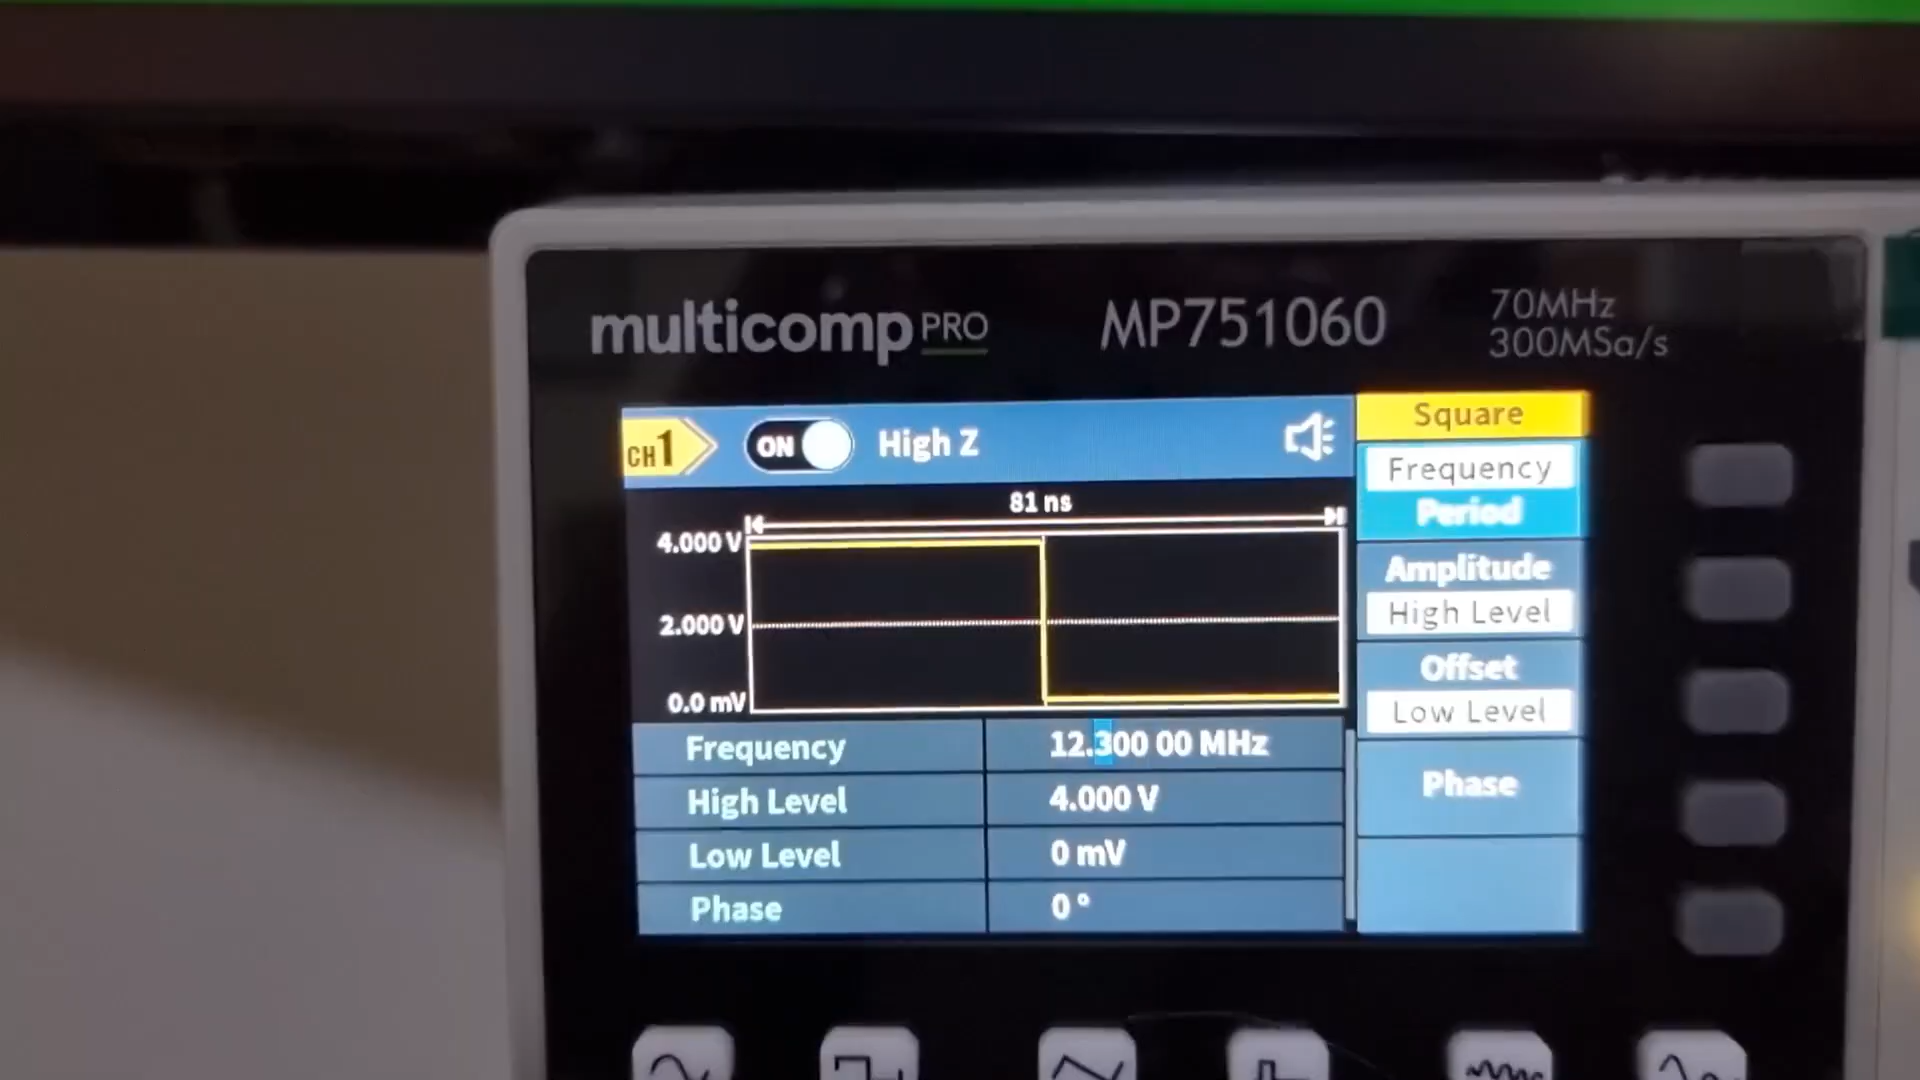 multicomp PRO
MP751060
70MHz
300MSa/s
CH1
ON
High Z
81 ns
4.000 V
2.000 V
0.0 mV
Frequency 12.300 00 MHz
High Level 4.000 V
Low Level 0 mV
Phase 0 °
Square
Frequency
Period
Amplitude
High Level
Offset
Low Level
Phase